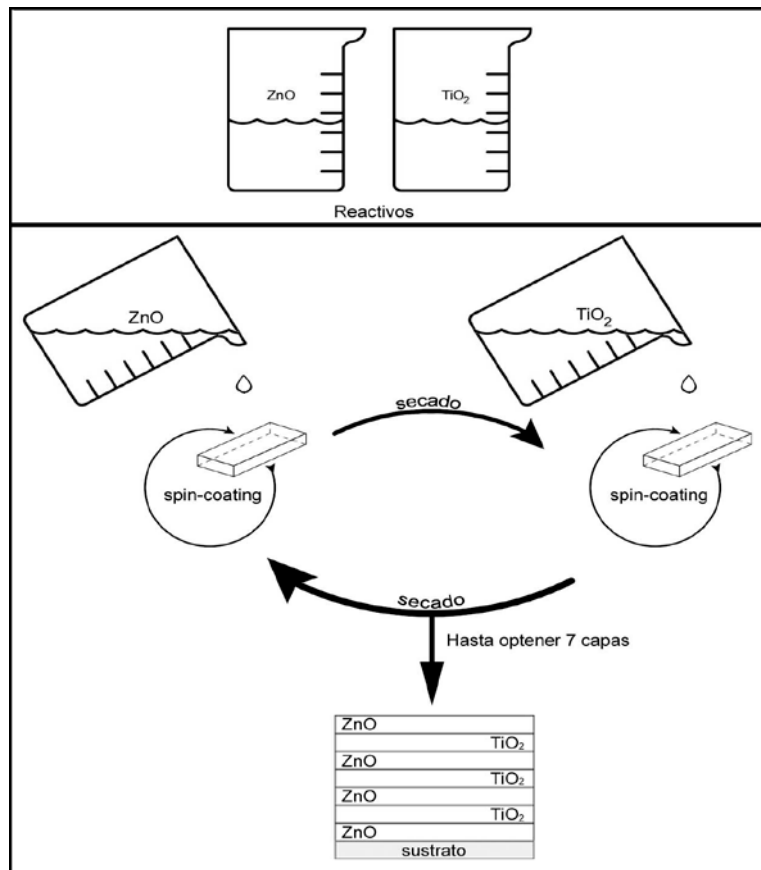 ZnO
TiO₂
Reactivos
ZnO
TiO₂
secado
spin-coating
spin-coating
secado
Hasta optener 7 capas
ZnO
TiO₂
ZnO
TiO₂
ZnO
TiO₂
ZnO
sustrato